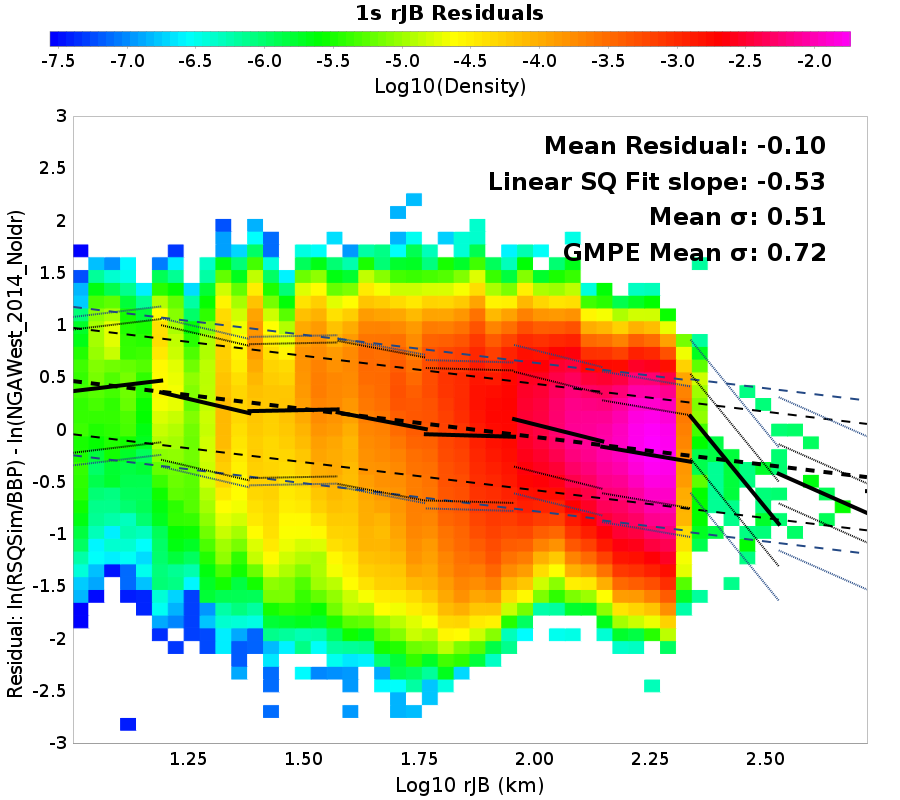 1s rJB Residuals
-7.5 -7.0 -6.5 -6.0 -5.5 -5.0 -4.5 -4.0 -3.5 -3.0 -2.5 -2.0
Log10(Density)
Mean Residual: -0.10
Linear SQ Fit slope: -0.53
Mean σ: 0.51
GMPE Mean σ: 0.72
Residual: ln(RSQSim/BBP) - ln(NGAWest_2014_NoIdr)
3
2.5
2
1.5
1
0.5
0
-0.5
-1
-1.5
-2
-2.5
-3
1.25 1.50 1.75 2.00 2.25 2.50
Log10 rJB (km)